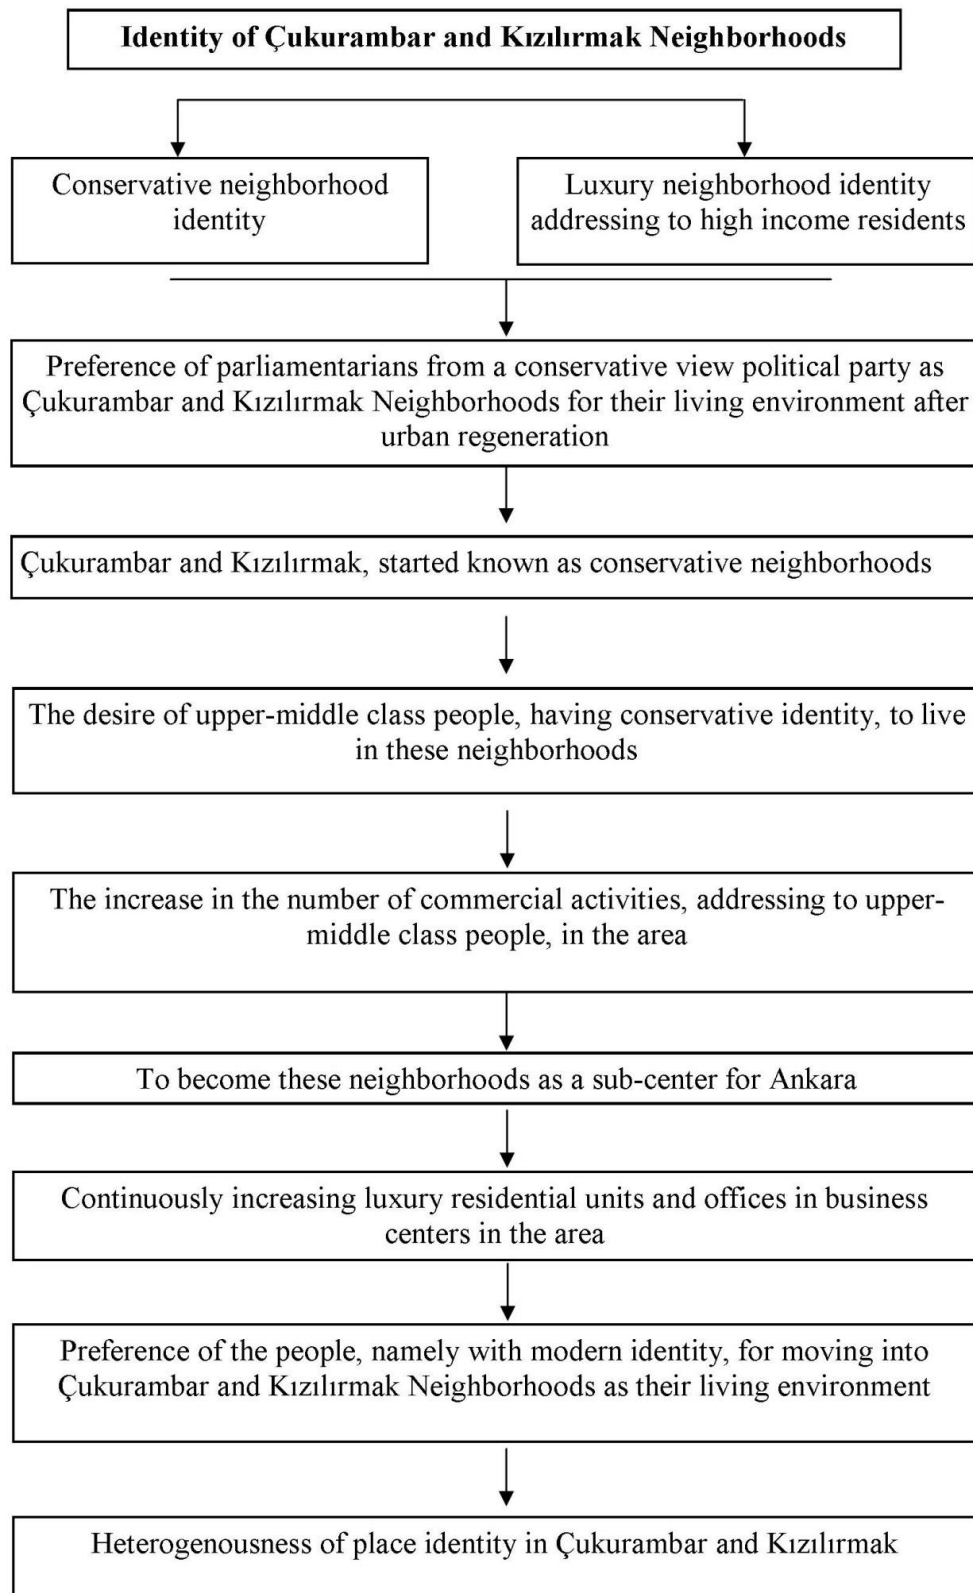 Identity of Çukurambar and Kızılırmak Neighborhoods
Conservative neighborhood
identity
Luxury neighborhood identity
addressing to high income residents
Preference of parliamentarians from a conservative view political party as
Çukurambar and Kızılırmak Neighborhoods for their living environment after
urban regeneration
Çukurambar and Kızılırmak, started known as conservative neighborhoods
The desire of upper-middle class people, having conservative identity, to live
in these neighborhoods
The increase in the number of commercial activities, addressing to upper-
middle class people, in the area
To become these neighborhoods as a sub-center for Ankara
Continuously increasing luxury residential units and offices in business
centers in the area
Preference of the people, namely with modern identity, for moving into
Çukurambar and Kızılırmak Neighborhoods as their living environment
Heterogenousness of place identity in Çukurambar and Kızılırmak